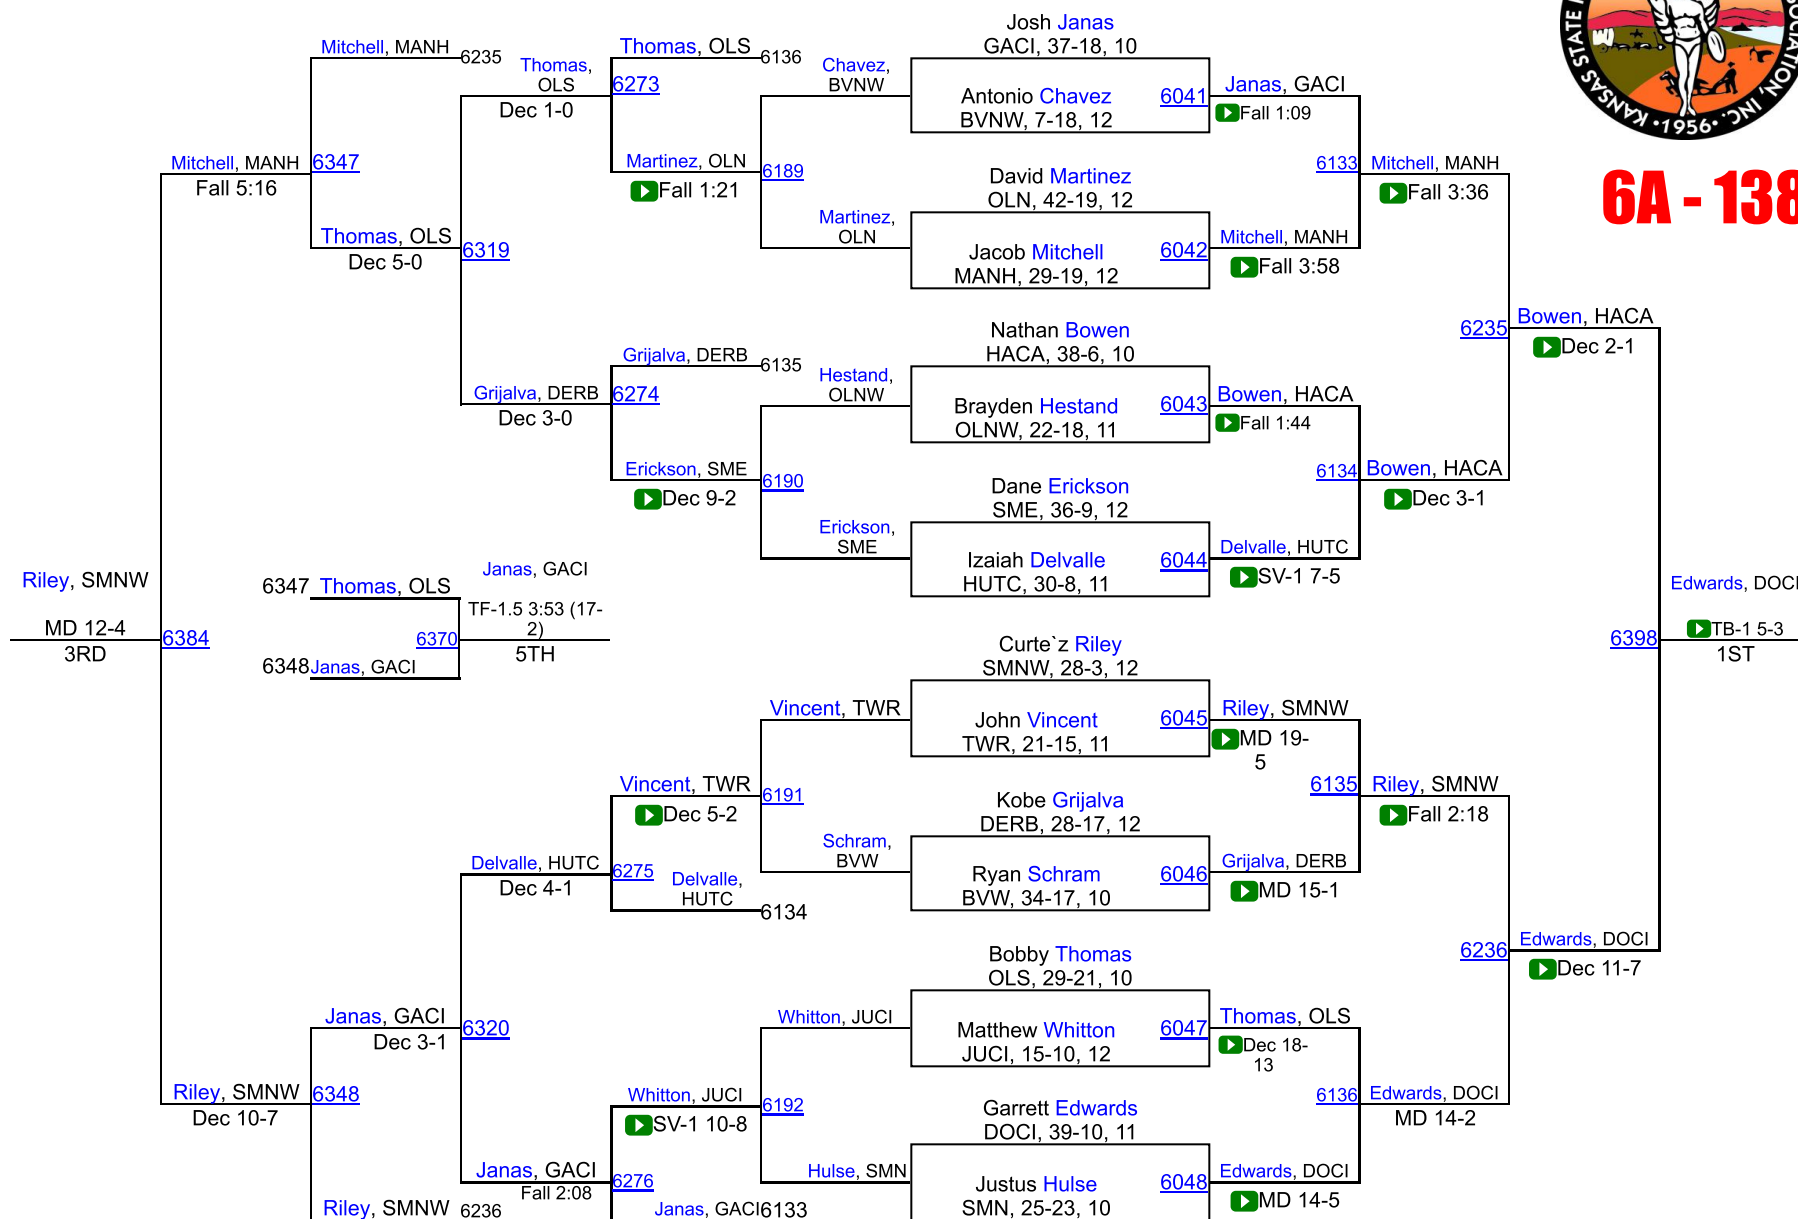 KANSAS STATE A
OCIATION, INC.
•1956•
6A - 138
Mitchell, MANH
6235
Thomas,
OLS
Dec 1-0
Thomas, OLS
6136
6273
Martinez, OLN
Fall 1:21
Chavez,
BVNW
6189
Martinez,
OLN
Josh Janas
GACI, 37-18, 10
Antonio Chavez
BVNW, 7-18, 12
6041
Janas, GACI
Fall 1:09
David Martinez
OLN, 42-19, 12
Jacob Mitchell
MANH, 29-19, 12
6042
Mitchell, MANH
Fall 3:58
6133
Mitchell, MANH
Fall 3:36
Mitchell, MANH
Fall 5:16
6347
Thomas, OLS
Dec 5-0
6319
Grijalva, DERB
Dec 3-0
Grijalva, DERB
6135
6274
Erickson, SME
Dec 9-2
Hestand,
OLNW
6190
Erickson,
SME
Nathan Bowen
HACA, 38-6, 10
Brayden Hestand
OLNW, 22-18, 11
6043
Bowen, HACA
Fall 1:44
Dane Erickson
SME, 36-9, 12
Izaiah Delvalle
HUTC, 30-8, 11
6044
Delvalle, HUTC
SV-1 7-5
6134
Bowen, HACA
Dec 3-1
6235
Bowen, HACA
Dec 2-1
Riley, SMNW
MD 12-4
3RD
6384
6347
Thomas, OLS
6348
Janas, GACI
6370
Janas, GACI
TF-1.5 3:53 (17-
2)
5TH
6398
Edwards, DOCI
TB-1 5-3
1ST
Curte`z Riley
SMNW, 28-3, 12
John Vincent
TWR, 21-15, 11
6045
Riley, SMNW
MD 19-
5
Kobe Grijalva
DERB, 28-17, 12
Ryan Schram
BVW, 34-17, 10
6046
Grijalva, DERB
MD 15-1
6135
Riley, SMNW
Fall 2:18
Vincent, TWR
Vincent, TWR
Dec 5-2
6191
Schram,
BVW
Delvalle, HUTC
Dec 4-1
6275
Delvalle,
HUTC
6134
6236
Edwards, DOCI
Dec 11-7
Bobby Thomas
OLS, 29-21, 10
Matthew Whitton
JUCI, 15-10, 12
6047
Thomas, OLS
Dec 18-
13
Garrett Edwards
DOCI, 39-10, 11
Justus Hulse
SMN, 25-23, 10
6048
Edwards, DOCI
MD 14-5
6136
Edwards, DOCI
MD 14-2
Whitton, JUCI
Whitton, JUCI
SV-1 10-8
6192
Hulse, SMN
Janas, GACI
Dec 3-1
6320
Riley, SMNW
Dec 10-7
6348
Janas, GACI
Fall 2:08
6276
Riley, SMNW
6236
Janas, GACI
6133